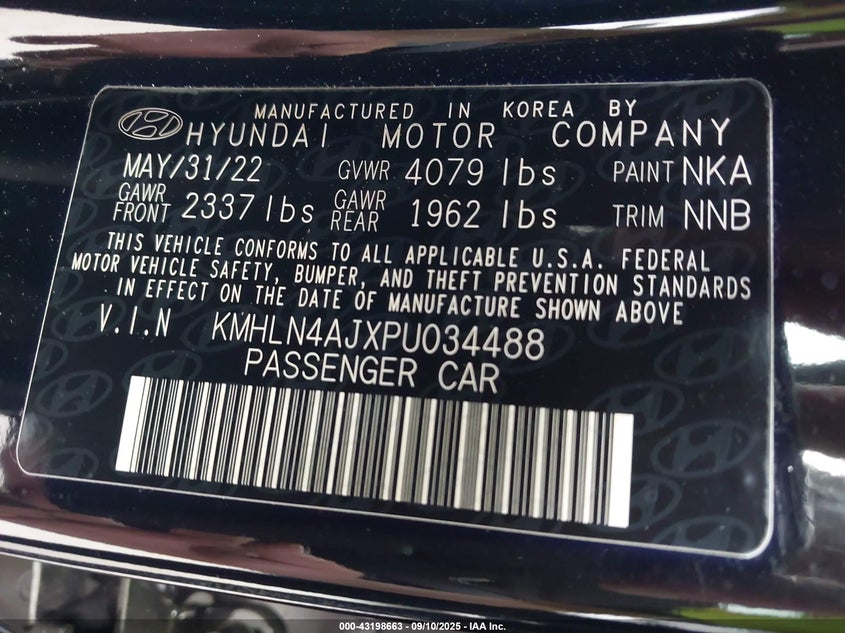 MANUFACTURED IN KOREA BY
HYUNDAI MOTOR COMPANY
MAY/31/22 GVWR 4079 lbs PAINT NKA
GAWR FRONT 2337 lbs GAWR REAR 1962 lbs TRIM NNB
THIS VEHICLE CONFORMS TO ALL APPLICABLE U.S.A. FEDERAL
MOTOR VEHICLE SAFETY, BUMPER, AND THEFT PREVENTION STANDARDS
IN EFFECT ON THE DATE OF MANUFACTURE SHOWN ABOVE
V.I.N KMHLN4AJXPU034488
PASSENGER CAR
000-43198663 - 09/10/2025 - IAA Inc.